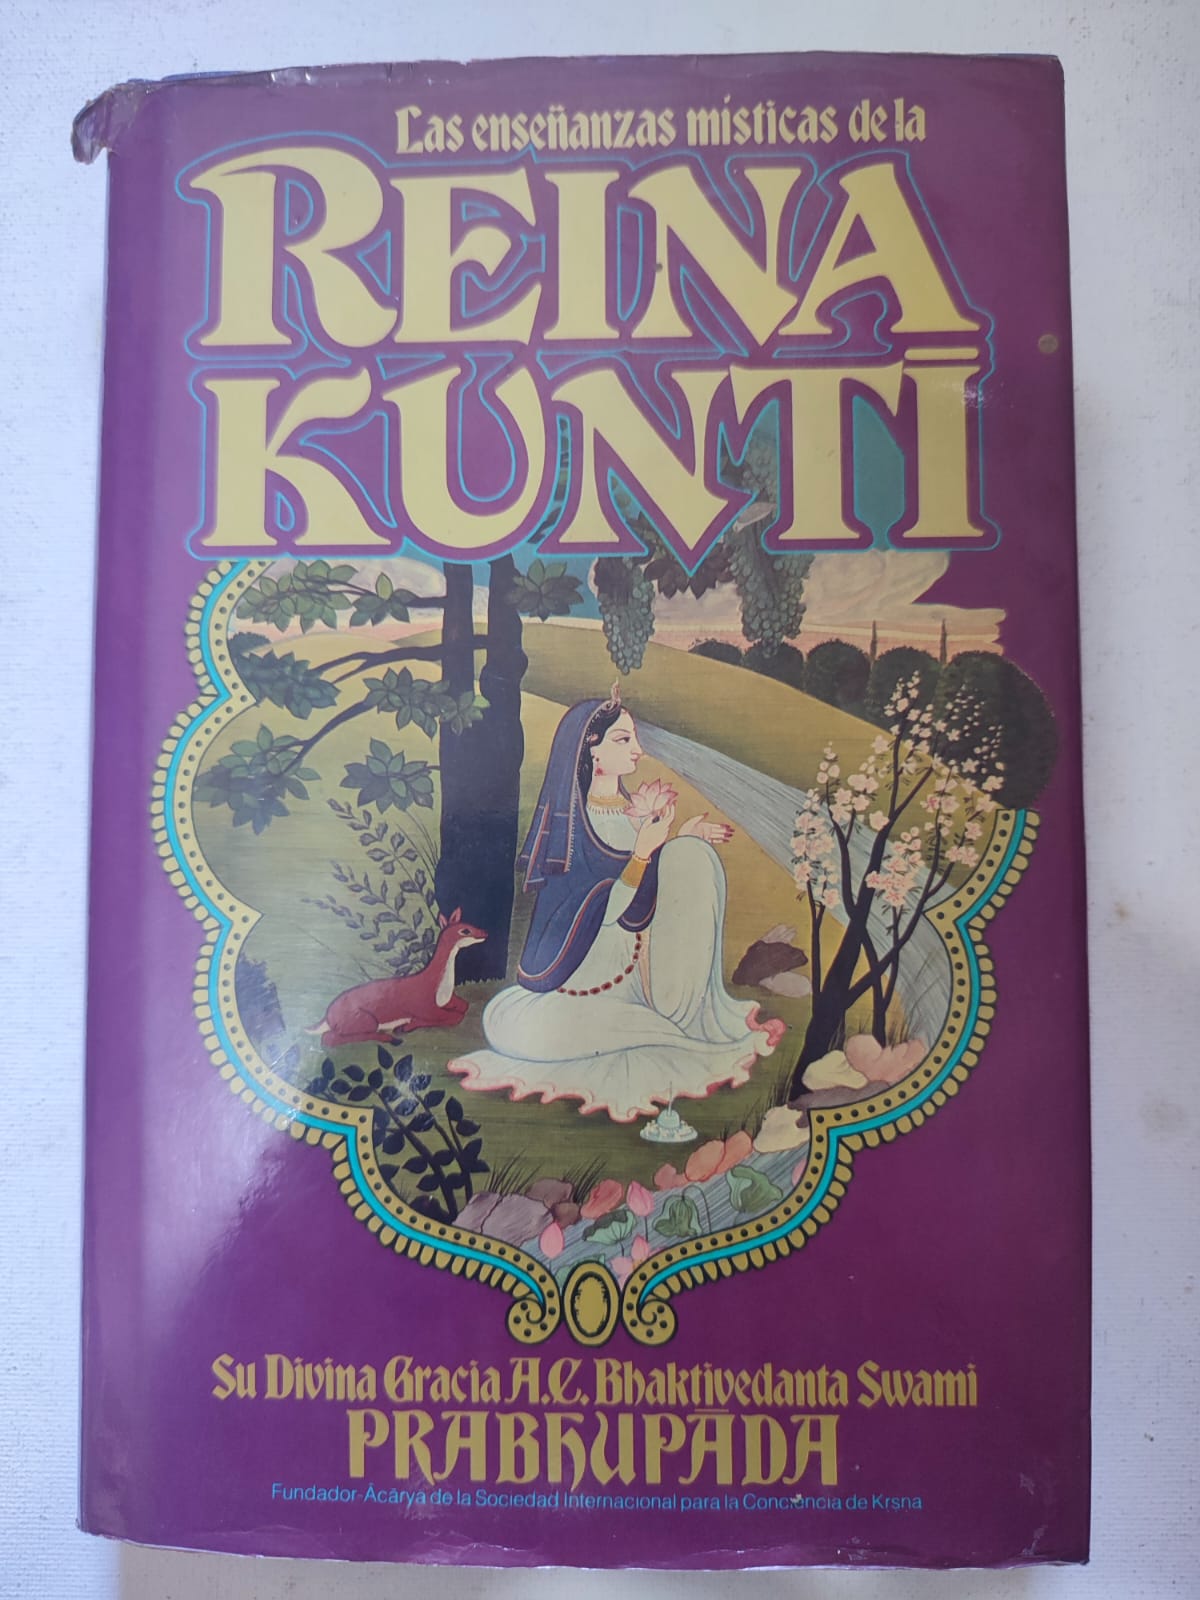 Las enseñanzas místicas de la
REINA
KUNTĪ
Su Divina Gracia A.C. Bhaktivedanta Swami
PRABHUPĀDA
Fundador-Ācārya de la Sociedad Internacional para la Conciencia de Krṣna